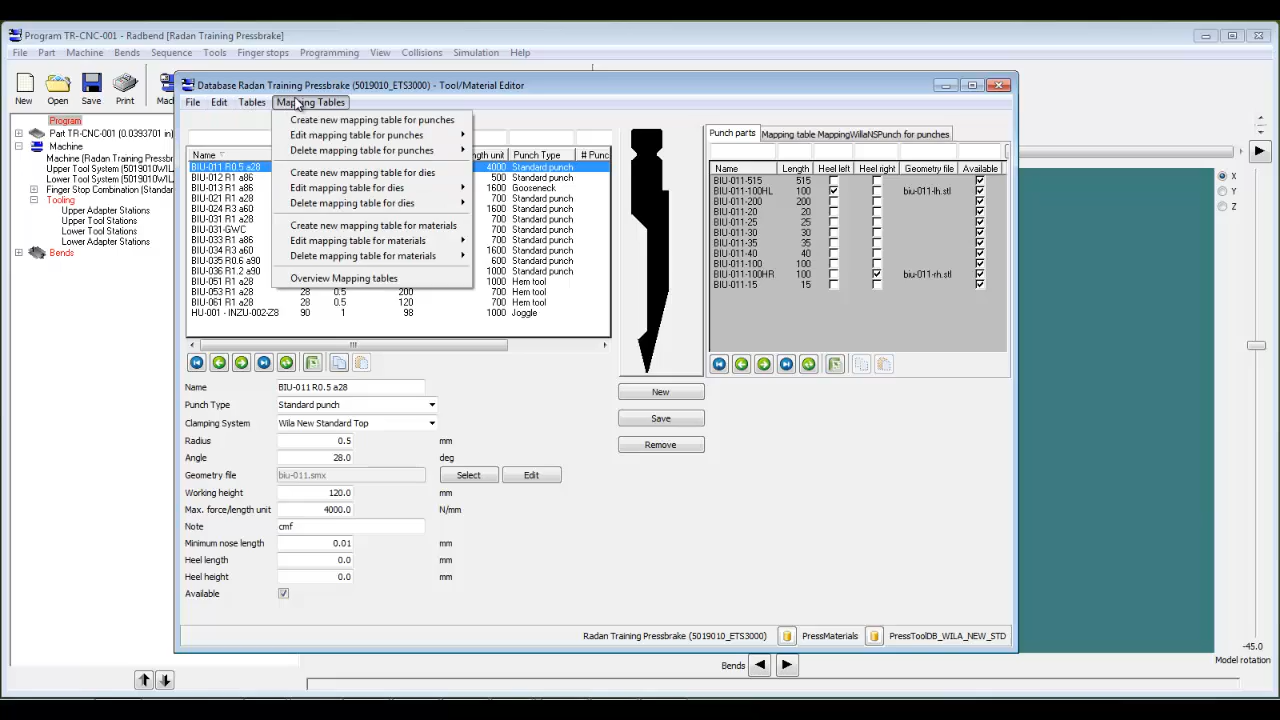 Program TR-CNC-001 - Radbend [Radan Training Pressbrake]
File Part Machine Bends Sequence Tools Finger stops Programming View Collisions Simulation Help
New Open Save Print Mac
Program
Part TR-CNC-001 (0.0393701 in)
Machine
Machine (Radan Training Pressb
Upper Tool System (5019010\WILA
Lower Tool System (5019010\WILA
Finger Stop Combination (Standar
Tooling
Upper Adapter Stations
Upper Tool Stations
Lower Tool Stations
Lower Adapter Stations
Bends
Database Radan Training Pressbrake (5019010_ETS3000) - Tool/Material Editor
File Edit Tables Mapping Tables
Create new mapping table for punches
Edit mapping table for punches
Delete mapping table for punches
Create new mapping table for dies
Edit mapping table for dies
Delete mapping table for dies
Create new mapping table for materials
Edit mapping table for materials
Delete mapping table for materials
Overview Mapping tables
Name ngth unit Punch Type # Punc
BIU-011 R0.5 a28 4000 Standard punch
BIU-012 R1 a86 500 Standard punch
BIU-013 R1 a86 1600 Gooseneck
BIU-021 R1 a28 700 Standard punch
BIU-024 R3 a60 1600 Standard punch
BIU-031-GWC 700 Standard punch
BIU-033 R1 a86 700 Standard punch
BIU-034 R3 a60 1600 Standard punch
BIU-035 R0.6 a90 600 Standard punch
BIU-036 R1.2 a90 1000 Standard punch
BIU-051 R1 a28 700 Hem tool
BIU-053 R1 a28 28 0.5 200 700 Hem tool
BIU-061 R1 a28 28 0.5 120 700 Hem tool
HU-001 - INZU-002-Z8 90 1 98 1000 Joggle
Punch parts Mapping table MappingWilaNSPunch for punches
Name Length Heel left Heel right Geometry file Available
BIU-011-515 515
BIU-011-100HL 100 biu-011-lh.stl
BIU-011-200 200
BIU-011-20 20
BIU-011-25 25
BIU-011-30 30
BIU-011-35 35
BIU-011-40 40
BIU-011-100 100
BIU-011-100HR 100 biu-011-rh.stl
BIU-011-15 15
Name BIU-011 R0.5 a28
Punch Type Standard punch
Clamping System Wila New Standard Top
Radius 0.5 mm
Angle 28.0 deg
Geometry file biu-011.smx Select Edit
Working height 120.0 mm
Max. force/length unit 4000.0 N/mm
Note cmf
Minimum nose length 0.01 mm
Heel length 0.0 mm
Heel height 0.0 mm
Available
New
Save
Remove
Radan Training Pressbrake (5019010_ETS3000) PressMaterials PressToolDB_WILA_NEW_STD
X
Y
Z
-45.0
Model rotation
Bends